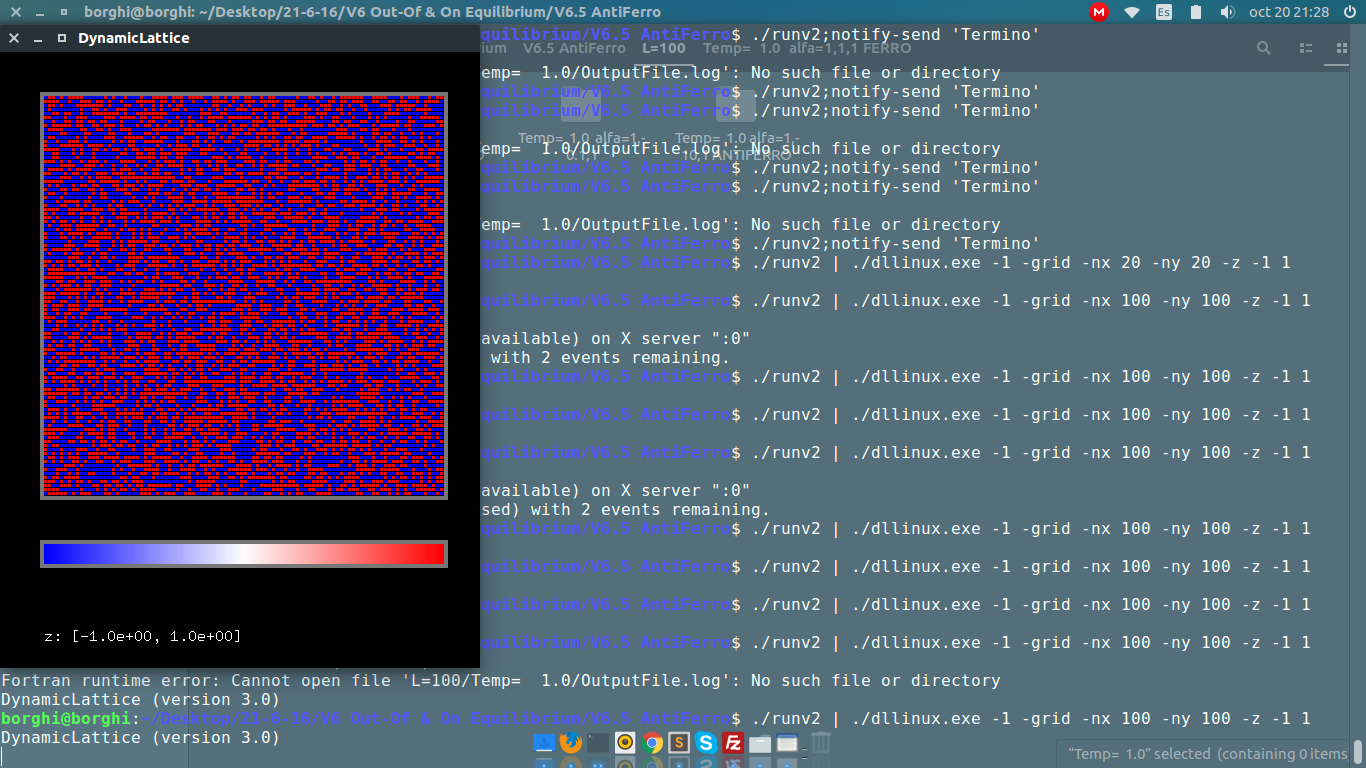 borghi@borghi: ~/Desktop/21-6-16/V6 Out-Of & On Equilibrium/V6.5 AntiFerro
Es
oct 20 21:28
DynamicLattice
quilibrium/V6.5 AntiFerro$ ./runv2;notify-send 'Termino'
ium V6.5 AntiFerro L=100 Temp= 1.0 alfa=1,1,1 FERRO
Temp=  1.0/OutputFile.log': No such file or directory
quilibrium/V6.5 AntiFerro$ ./runv2;notify-send 'Termino'
quilibrium/V6.5 AntiFerro$ ./runv2;notify-send 'Termino'
Temp= 1.0 alfa=1,- Temp= 1.0 alfa=1,-
Temp=  1.0/OutputFile.log': No such file or directory
10,1 ANTIFERRO
quilibrium/V6.5 AntiFerro$ ./runv2;notify-send 'Termino'
quilibrium/V6.5 AntiFerro$ ./runv2;notify-send 'Termino'
Temp=  1.0/OutputFile.log': No such file or directory
quilibrium/V6.5 AntiFerro$ ./runv2;notify-send 'Termino'
quilibrium/V6.5 AntiFerro$ ./runv2 | ./dllinux.exe -1 -grid -nx 20 -ny 20 -z -1 1
quilibrium/V6.5 AntiFerro$ ./runv2 | ./dllinux.exe -1 -grid -nx 100 -ny 100 -z -1 1
available) on X server ":0"
with 2 events remaining.
quilibrium/V6.5 AntiFerro$ ./runv2 | ./dllinux.exe -1 -grid -nx 100 -ny 100 -z -1 1
quilibrium/V6.5 AntiFerro$ ./runv2 | ./dllinux.exe -1 -grid -nx 100 -ny 100 -z -1 1
quilibrium/V6.5 AntiFerro$ ./runv2 | ./dllinux.exe -1 -grid -nx 100 -ny 100 -z -1 1
available) on X server ":0"
sed) with 2 events remaining.
quilibrium/V6.5 AntiFerro$ ./runv2 | ./dllinux.exe -1 -grid -nx 100 -ny 100 -z -1 1
quilibrium/V6.5 AntiFerro$ ./runv2 | ./dllinux.exe -1 -grid -nx 100 -ny 100 -z -1 1
quilibrium/V6.5 AntiFerro$ ./runv2 | ./dllinux.exe -1 -grid -nx 100 -ny 100 -z -1 1
quilibrium/V6.5 AntiFerro$ ./runv2 | ./dllinux.exe -1 -grid -nx 100 -ny 100 -z -1 1
z: [-1.0e+00, 1.0e+00]
Fortran runtime error: Cannot open file 'L=100/Temp=  1.0/OutputFile.log': No such file or directory
DynamicLattice (version 3.0)
borghi@borghi:~/Desktop/21-6-16/V6 Out-Of & On Equilibrium/V6.5 AntiFerro$ ./runv2 | ./dllinux.exe -1 -grid -nx 100 -ny 100 -z -1 1
DynamicLattice (version 3.0)
"Temp= 1.0" selected (containing 0 items